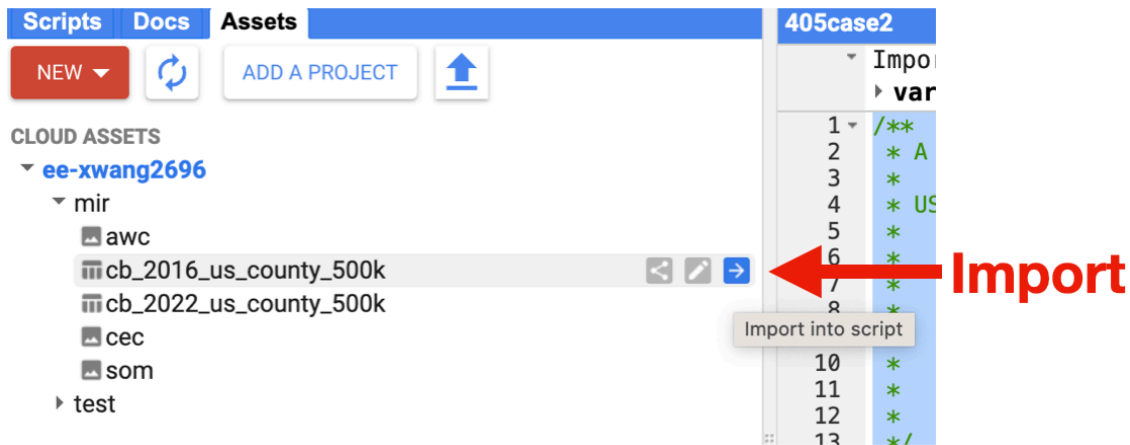 Scripts Docs Assets
NEW
ADD A PROJECT
CLOUD ASSETS
ee-xwang2696
mir
awc
cb_2016_us_county_500k
cb_2022_us_county_500k
cec
som
test
405case2
Impor
var
1 /**
2 * A
3 *
4 * US
5 *
6 *
7 *
8 *
Import into script
10 *
11 *
12 *
13 */
Import